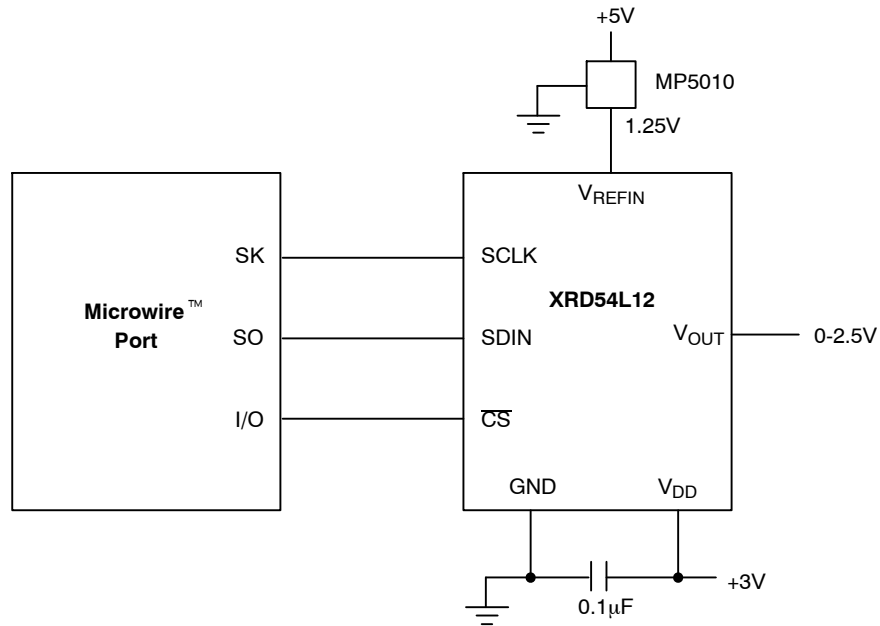 +5V
MP5010
1.25V
VREFIN
SK
SCLK
XRD54L12
Microwire™
Port
SO
SDIN
VOUT
0-2.5V
I/O
CS
GND
VDD
+3V
0.1µF